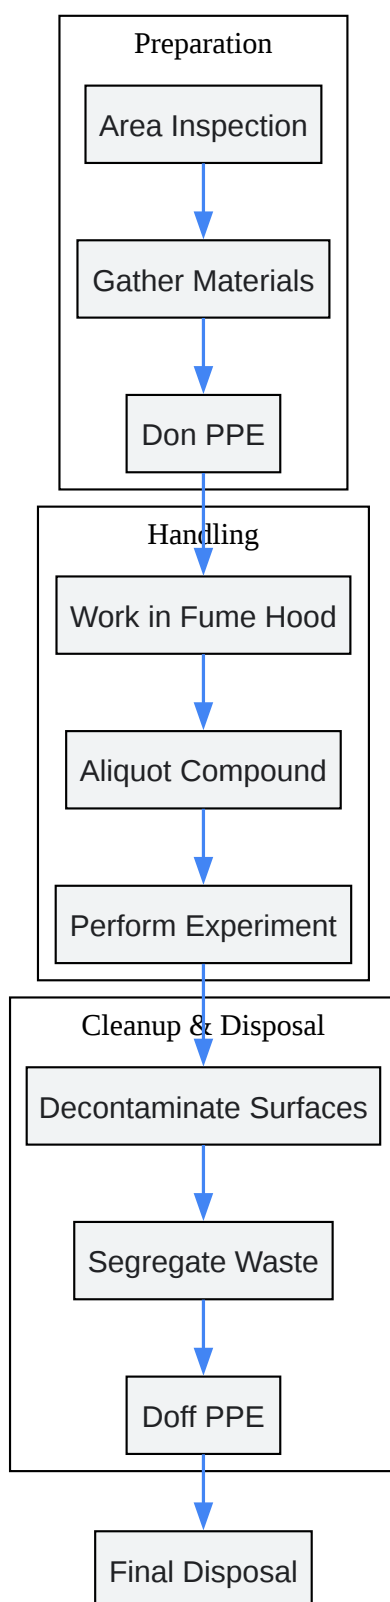 Preparation
Area Inspection
Gather Materials
Don PPE
Handling
Work in Fume Hood
Aliquot Compound
Perform Experiment
Cleanup & Disposal
Decontaminate Surfaces
Segregate Waste
Doff PPE
Final Disposal